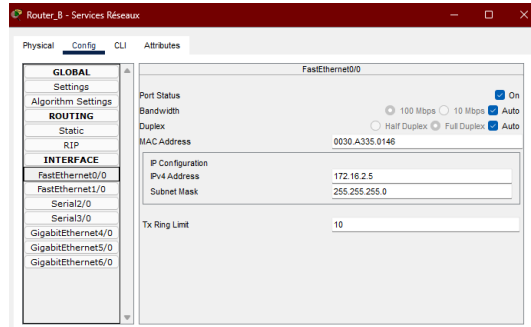 Router_B - Services Réseaux
Physical Config CLI Attributes
GLOBAL
Settings
Algorithm Settings
ROUTING
Static
RIP
INTERFACE
FastEthernet0/0
FastEthernet1/0
Serial2/0
Serial3/0
GigabitEthernet4/0
GigabitEthernet5/0
GigabitEthernet6/0
FastEthernet0/0
Port Status On
Bandwidth 100 Mbps 10 Mbps Auto
Duplex Half Duplex Full Duplex Auto
MAC Address 0030.A335.0146
IP Configuration
IPv4 Address 172.16.2.5
Subnet Mask 255.255.255.0
Tx Ring Limit 10